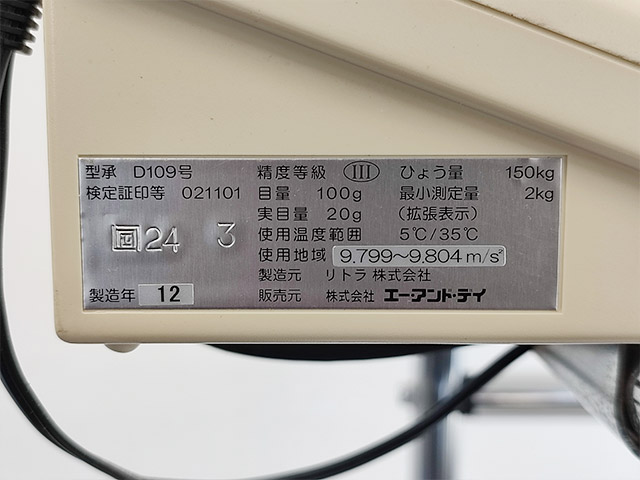 型承 D109号 精度等級 III ひょう量 150kg
検定証印等 021101 目量 100g 最小測定量 2kg
実目量 20g (拡張表示)
24 3 使用温度範囲 5℃/35℃
使用地域 9.799～9.804 m/s²
製造元 リトラ 株式会社
製造年 12 販売元 株式会社 エー・アンド・デイ